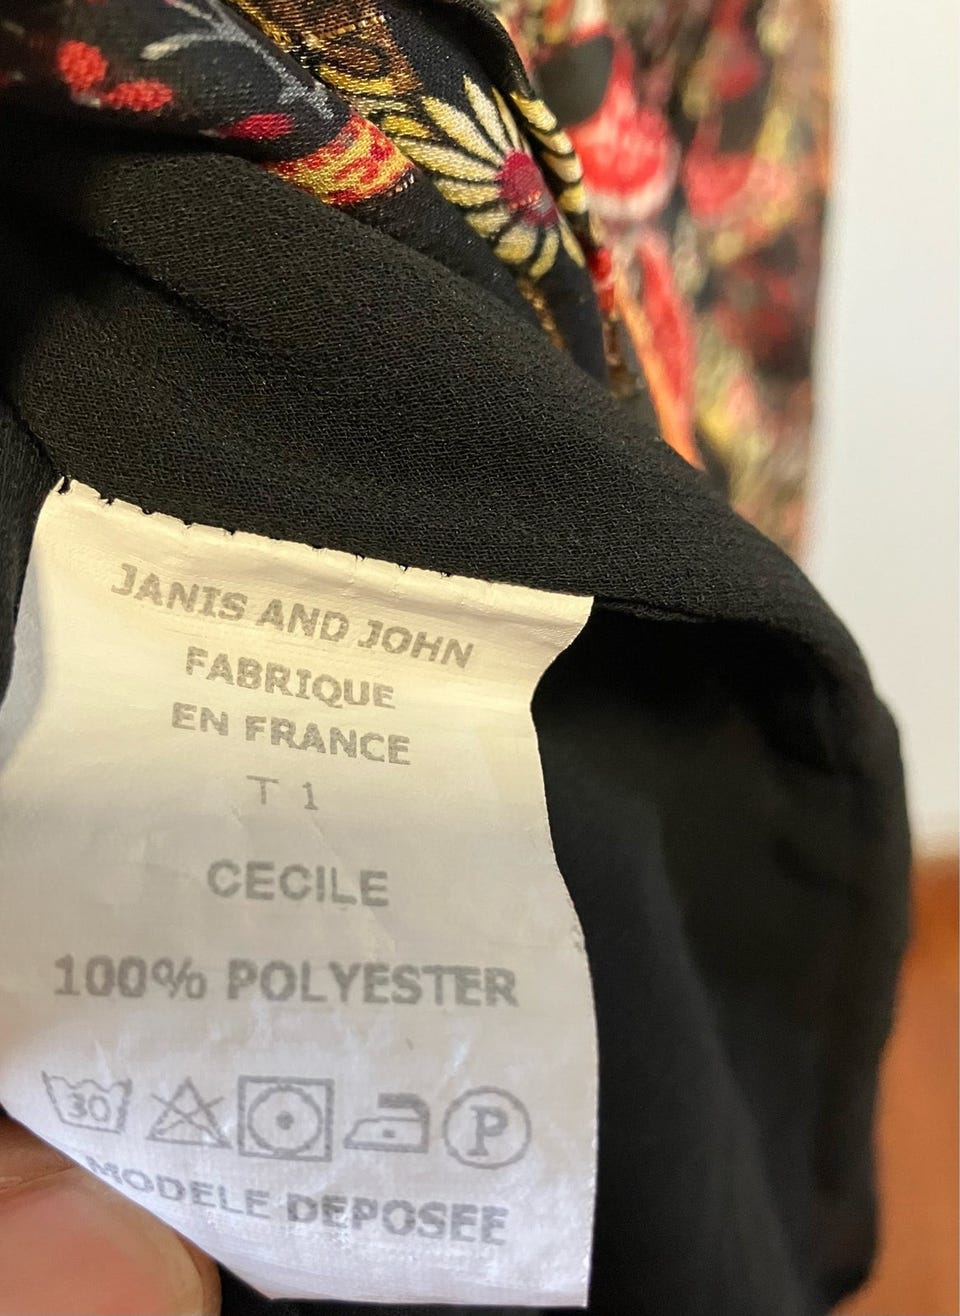 JANIS AND JOHN
FABRIQUE
EN FRANCE
T 1
CECILE
100% POLYESTER
30 P
MODELE DEPOSEE